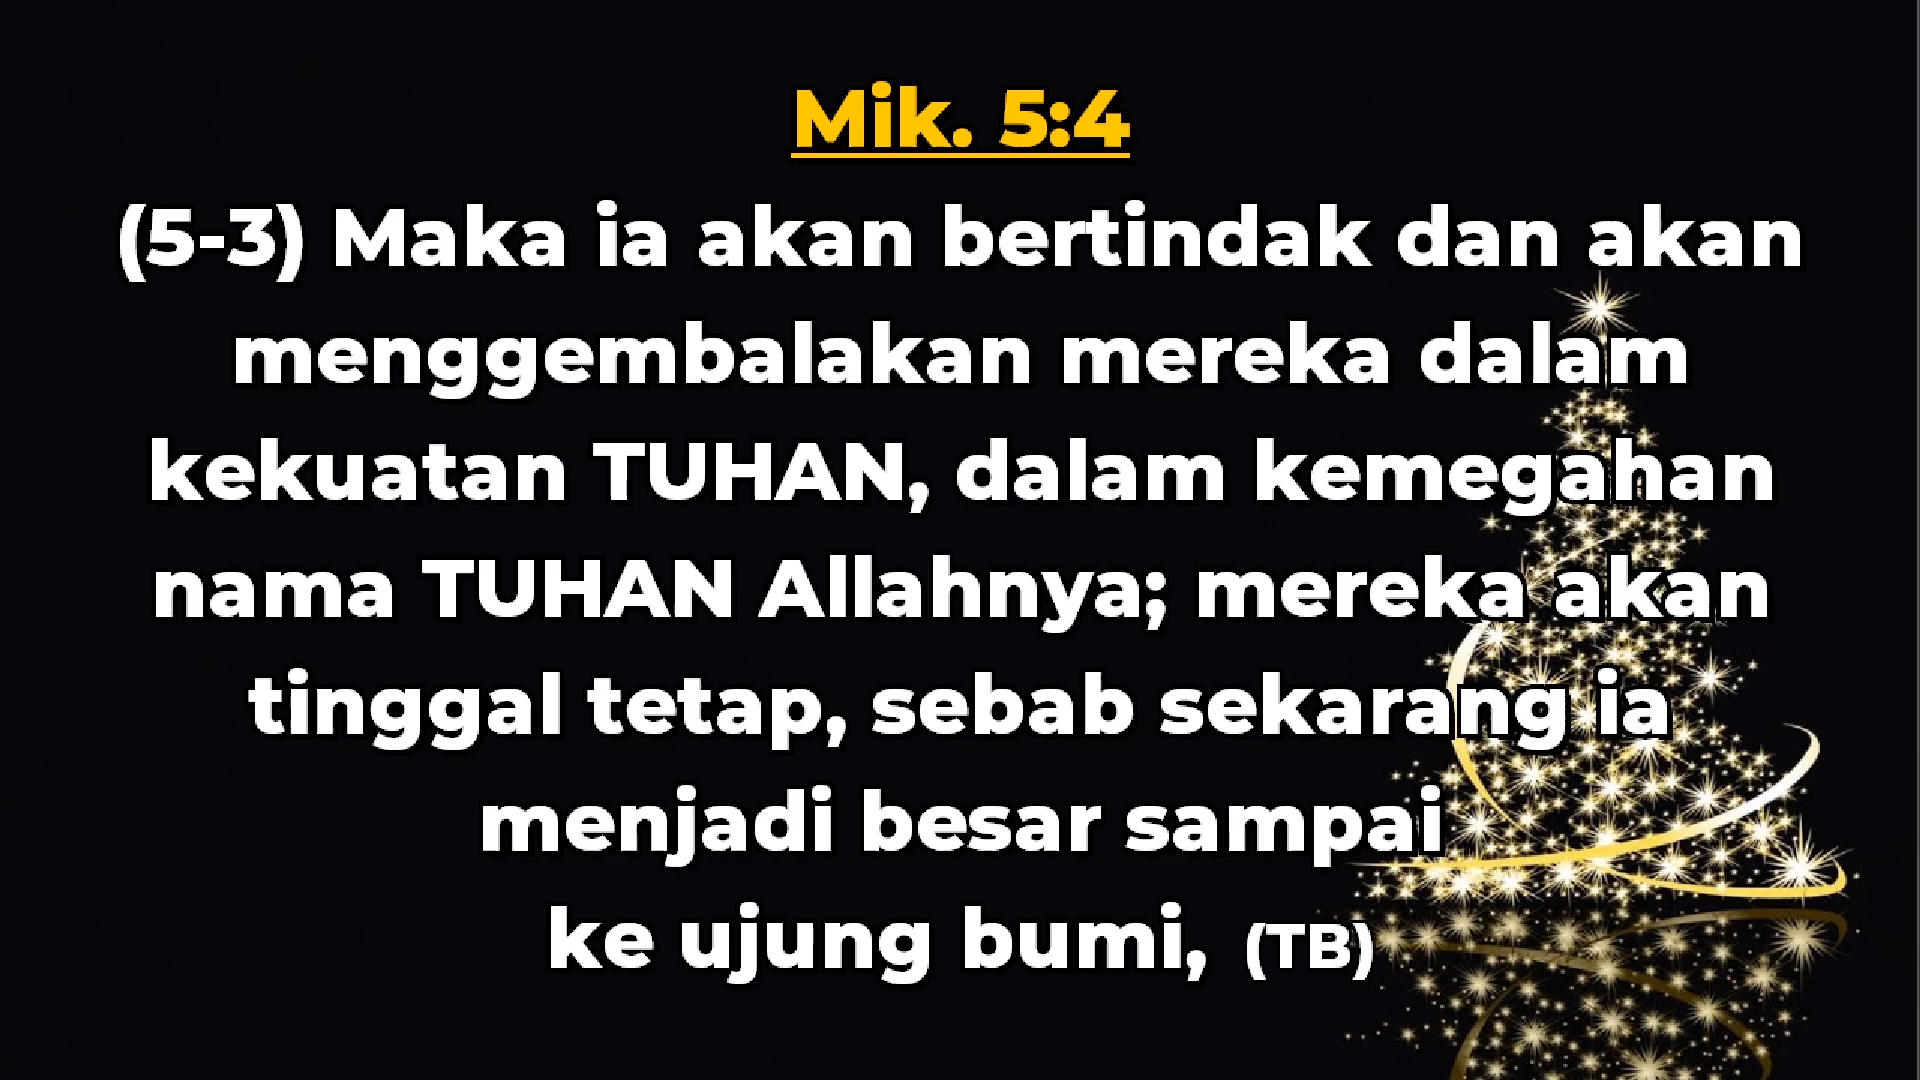 Mik. 5:4
(5-3) Maka ia akan bertindak dan akan
menggembalakan mereka dalam
kekuatan TUHAN, dalam kemegahan
nama TUHAN Allahnya; mereka akan
tinggal tetap, sebab sekarang ia
menjadi besar sampai
ke ujung bumi, (TB)